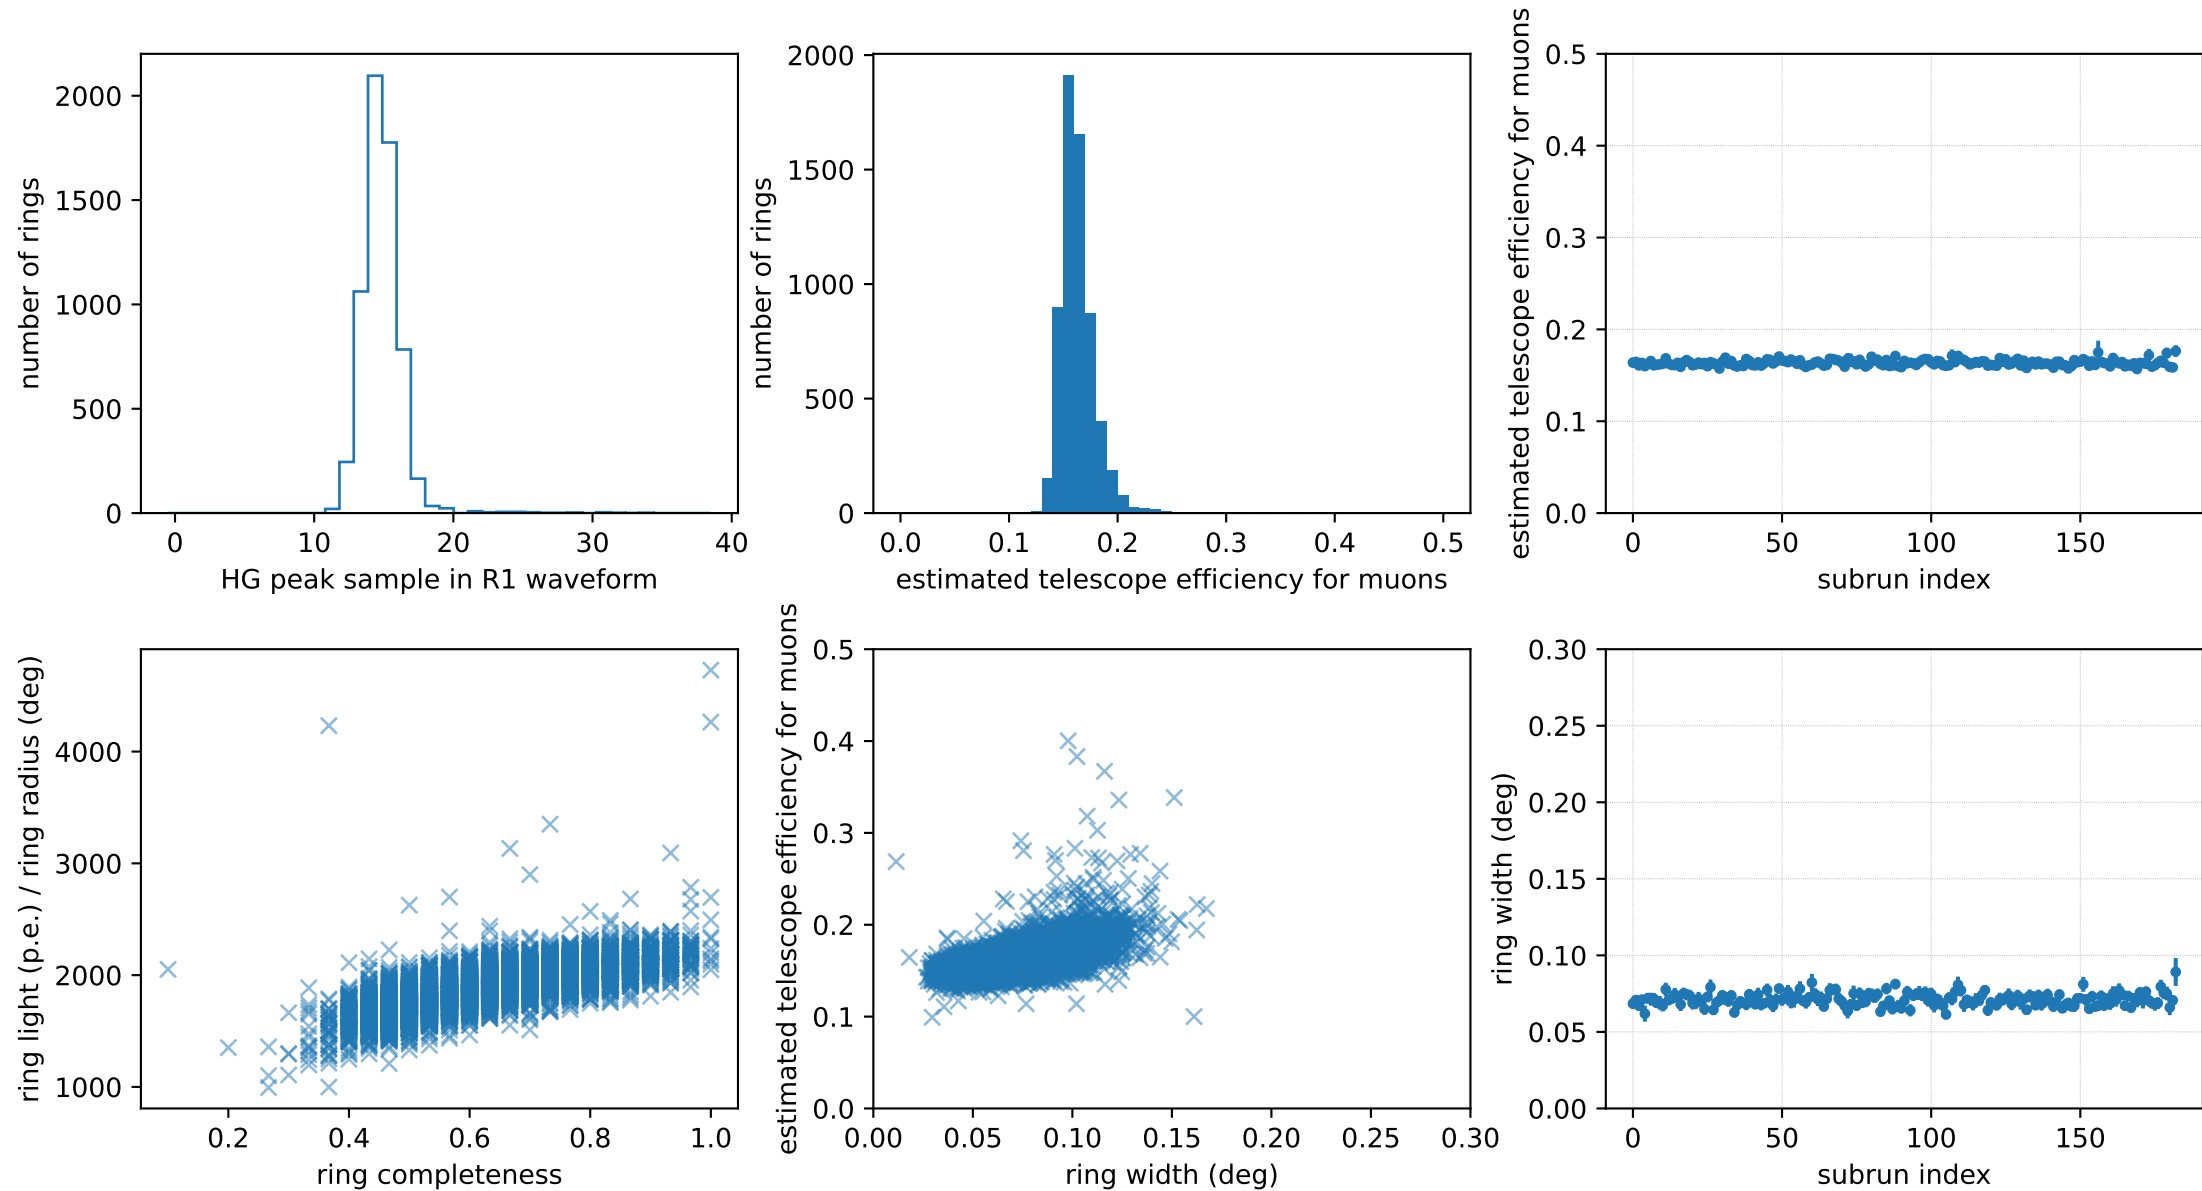 number of rings
2000
1500
1000
500
0
0 10 20 30 40
HG peak sample in R1 waveform
number of rings
2000
1500
1000
500
0
0.0 0.1 0.2 0.3 0.4 0.5
estimated telescope efficiency for muons
estimated telescope efficiency for muons
0.5
0.4
0.3
0.2
0.1
0.0
0 50 100 150
subrun index
ring light (p.e.) / ring radius (deg)
4000
3000
2000
1000
0.2 0.4 0.6 0.8 1.0
ring completeness
estimated telescope efficiency for muons
0.5
0.4
0.3
0.2
0.1
0.0
0.00 0.05 0.10 0.15 0.20 0.25 0.30
ring width (deg)
ring width (deg)
0.30
0.25
0.20
0.15
0.10
0.05
0.00
0 50 100 150
subrun index